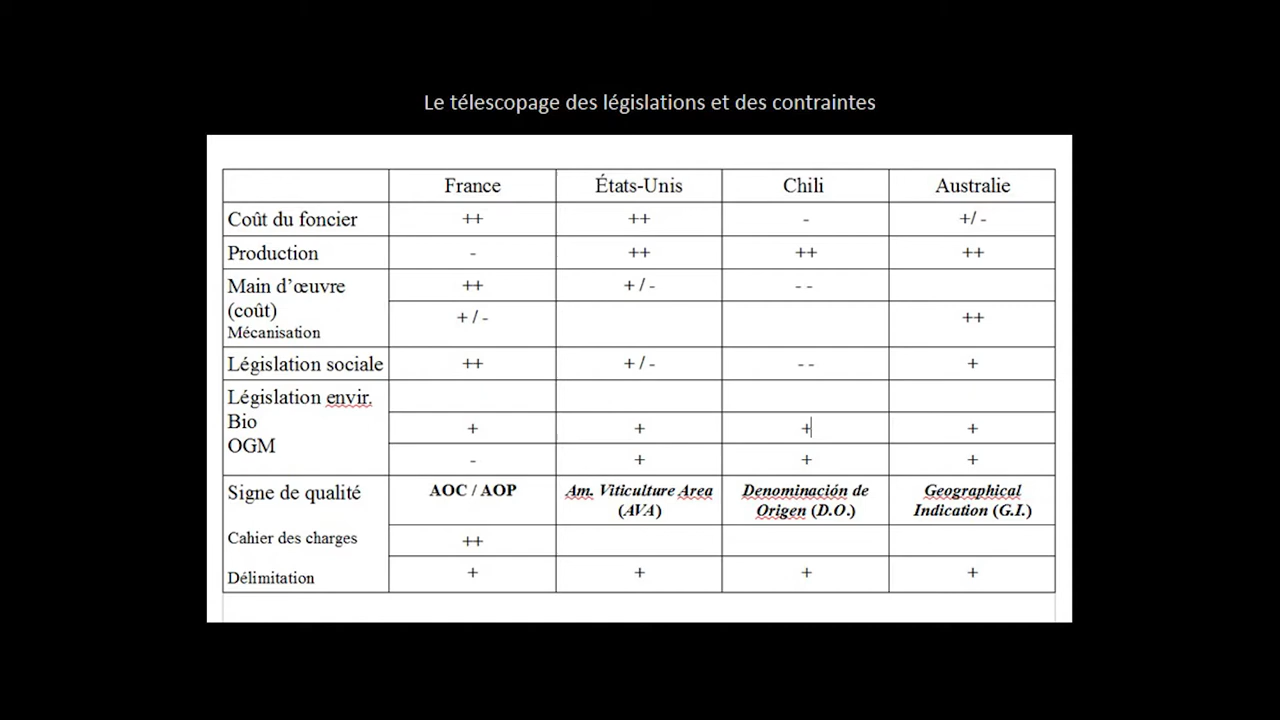 Le télescopage des législations et des contraintes
France États-Unis Chili Australie
Coût du foncier ++ ++ - +/ -
Production - ++ ++ ++
Main d’œuvre ++ + / - - -
(coût)
Mécanisation + / - ++
Législation sociale ++ + / - - - +
Législation envir.
Bio + + + +
OGM - + + +
Signe de qualité AOC / AOP Am. Viticulture Area Denominación de Geographical
(AVA) Origen (D.O.) Indication (G.I.)
Cahier des charges ++
Délimitation + + + +